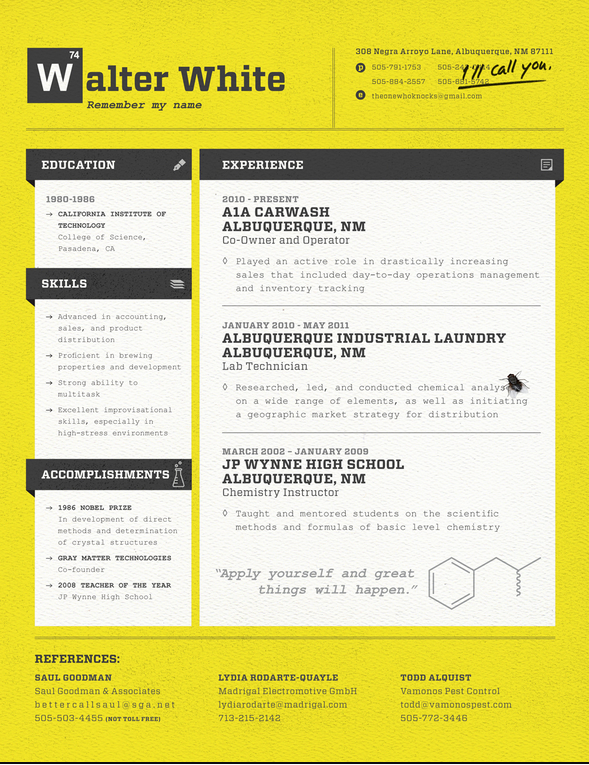 74
Walter White
Remember my name
308 Negra Arroyo Lane, Albuquerque, NM 87111
p 505-791-1753
505-884-2557
I'll call you.
e theonewhoknocks@gmail.com
EDUCATION
1980-1986
→ CALIFORNIA INSTITUTE OF
TECHNOLOGY
College of Science,
Pasadena, CA
SKILLS
→ Advanced in accounting,
sales, and product
distribution
→ Proficient in brewing
properties and development
→ Strong ability to
multitask
→ Excellent improvisational
skills, especially in
high-stress environments
ACCOMPLISHMENTS
→ 1986 NOBEL PRIZE
In development of direct
methods and determination
of crystal structures
→ GRAY MATTER TECHNOLOGIES
Co-founder
→ 2008 TEACHER OF THE YEAR
JP Wynne High School
EXPERIENCE
2010 - PRESENT
A1A CARWASH
ALBUQUERQUE, NM
Co-Owner and Operator
◊ Played an active role in drastically increasing
sales that included day-to-day operations management
and inventory tracking
JANUARY 2010 - MAY 2011
ALBUQUERQUE INDUSTRIAL LAUNDRY
ALBUQUERQUE, NM
Lab Technician
◊ Researched, led, and conducted chemical analysis
on a wide range of elements, as well as initiating
a geographic market strategy for distribution
MARCH 2002 – JANUARY 2009
JP WYNNE HIGH SCHOOL
ALBUQUERQUE, NM
Chemistry Instructor
◊ Taught and mentored students on the scientific
methods and formulas of basic level chemistry
"Apply yourself and great
things will happen."
REFERENCES:
SAUL GOODMAN
Saul Goodman & Associates
bettercallsaul@sga.net
505-503-4455 (NOT TOLL FREE)
LYDIA RODARTE-QUAYLE
Madrigal Electromotive GmbH
lydiarodarte@madrigal.com
713-215-2142
TODD ALQUIST
Vamonos Pest Control
todd@vamonospest.com
505-772-3446